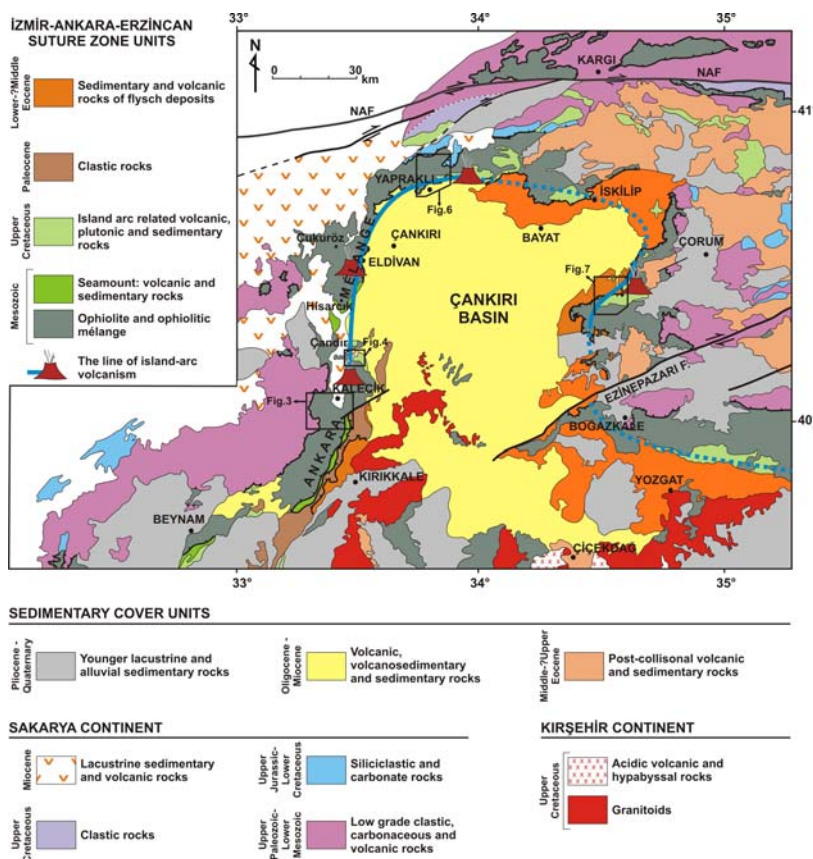 İZMİR-ANKARA-ERZİNCAN
SUTURE ZONE UNITS
Lower-?Middle
Eocene
Sedimentary and volcanic
rocks of flysch deposits
Paleocene
Clastic rocks
Upper
Cretaceous
Island arc related volcanic,
plutonic and sedimentary
rocks
Mesozoic
Seamount: volcanic and
sedimentary rocks
Ophiolite and ophiolitic
mélange
The line of island-arc
volcanism
33°
34°
35°
N
0 30
km
KARGI
NAF
NAF
41°
YAPRAKLI
Fig.6
İSKİLİP
BAYAT
ÇANKIRI
Çukuröz
ELDİVAN
MÉLANGE
ÇORUM
Fig.7
Hisarcık
ÇANKIRI
BASIN
Çandır
Fig.4
KALECİK
Fig.3
EZİNEPAZARI F.
40°
BOĞAZKALE
ANKARA
KIRIKKALE
YOZGAT
BEYNAM
ÇİÇEKDAĞ
33°
34°
35°
SEDIMENTARY COVER UNITS
Pliocene -
Quaternary
Younger lacustrine and
alluvial sedimentary rocks
Oligocene -
Miocene
Volcanic,
volcanosedimentary
and sedimentary rocks
Middle-?Upper
Eocene
Post-collisonal volcanic
and sedimentary rocks
SAKARYA CONTINENT
Miocene
Lacustrine sedimentary
and volcanic rocks
Upper
Cretaceous
Clastic rocks
Upper
Jurassic-
Lower
Cretaceous
Siliciclastic and
carbonate rocks
Upper
Paleozoic-
Lower
Mesozoic
Low grade clastic,
carbonaceous and
volcanic rocks
KIRŞEHİR CONTINENT
Upper
Cretaceous
Acidic volcanic and
hypabyssal rocks
Granitoids